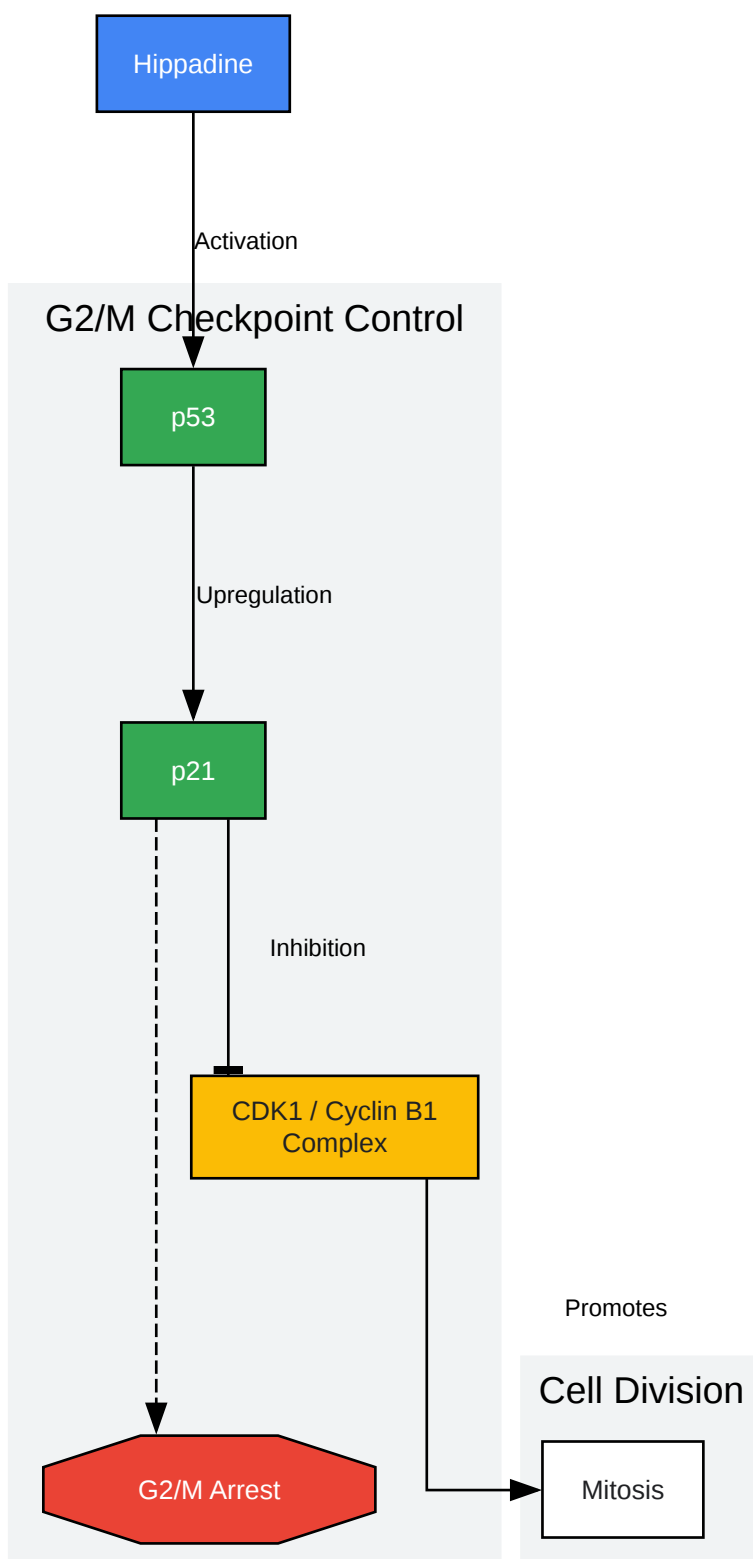 Hippadine
Activation
G2/M Checkpoint Control
p53
Upregulation
p21
Inhibition
CDK1 / Cyclin B1
Complex
Promotes
Cell Division
G2/M Arrest
Mitosis